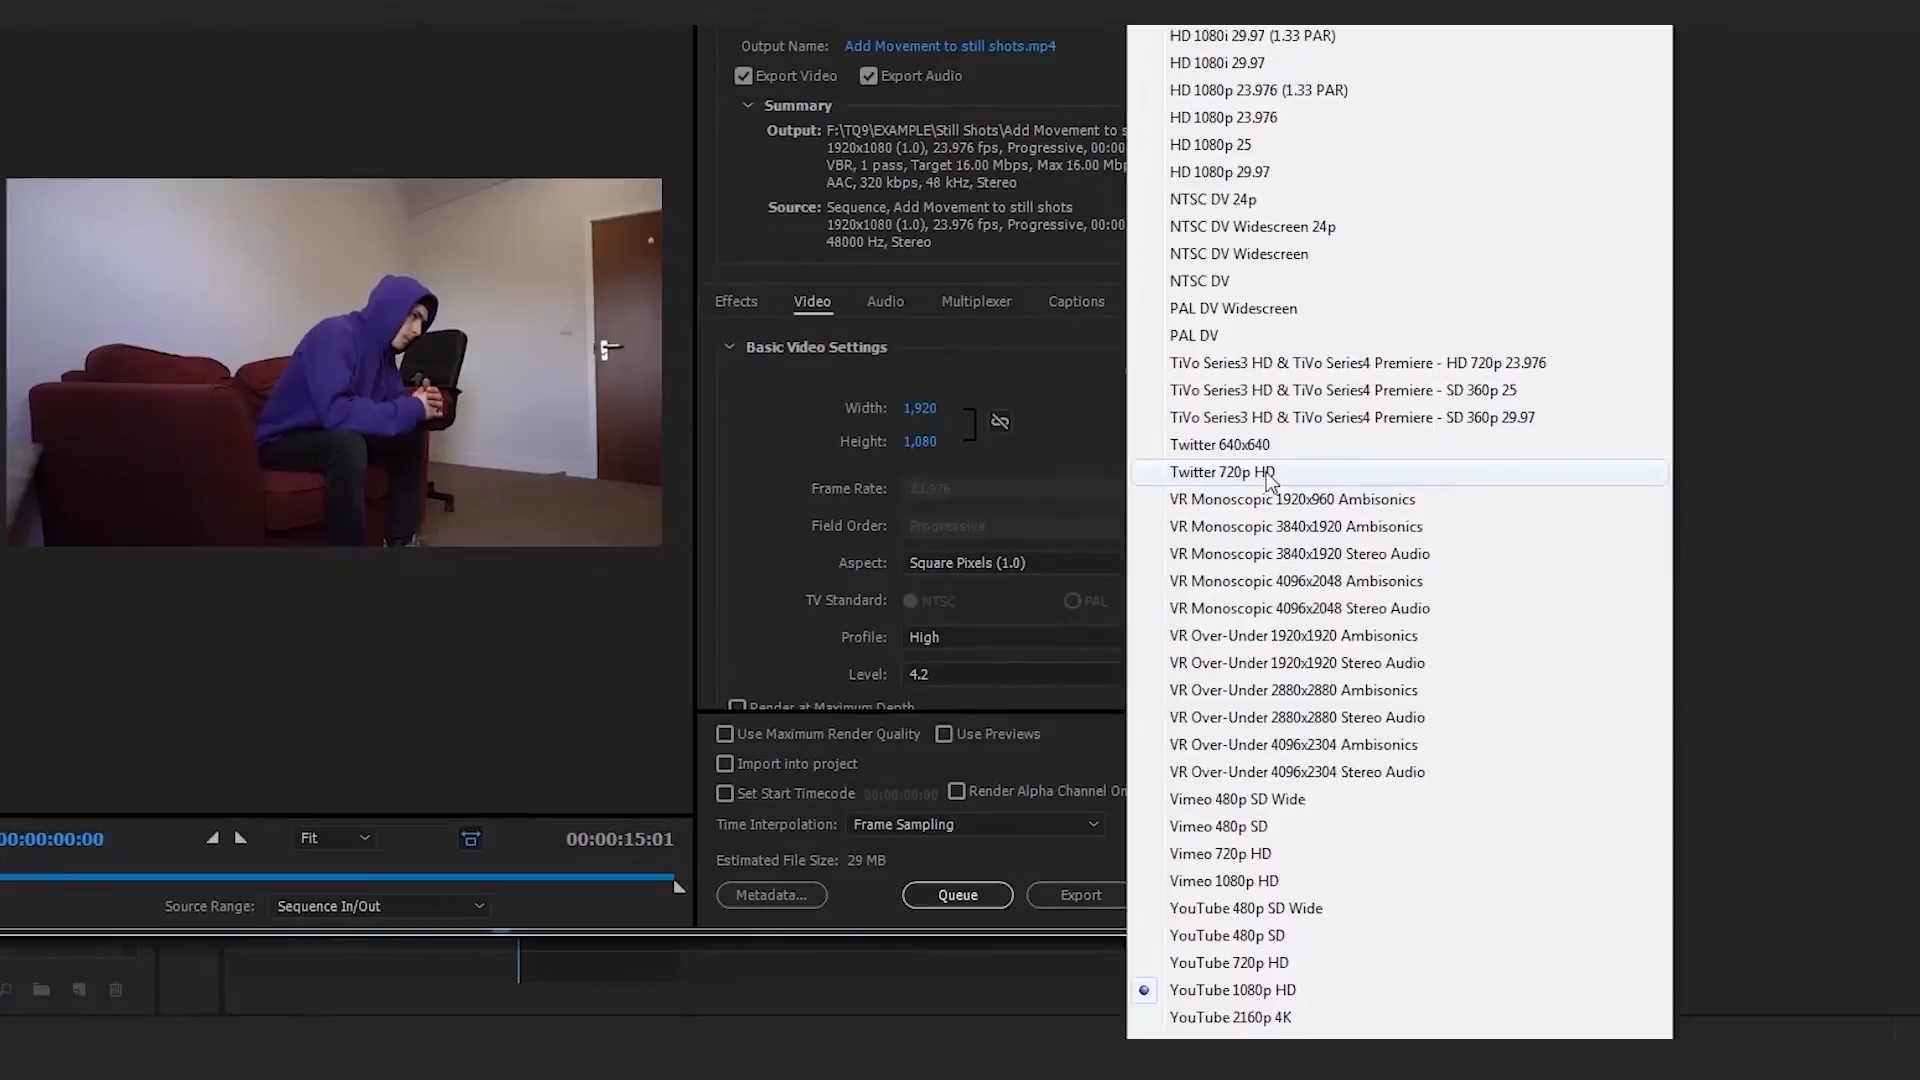 Output Name: Add Movement to still shots.mp4
Export Video Export Audio
Summary
Output: F:\TQ9\EXAMPLE\Still Shots\Add Movement to s
1920x1080 (1.0), 23.976 fps, Progressive, 00:00
VBR, 1 pass, Target 16.00 Mbps, Max 16.00 Mbp
AAC, 320 kbps, 48 kHz, Stereo
Source: Sequence, Add Movement to still shots
1920x1080 (1.0), 23.976 fps, Progressive, 00:00
48000 Hz, Stereo
Effects Video Audio Multiplexer Captions
Basic Video Settings
Width: 1,920
Height: 1,080
Frame Rate: 23.976
Field Order: Progressive
Aspect: Square Pixels (1.0)
TV Standard: NTSC PAL
Profile: High
Level: 4.2
Render at Maximum Depth
Use Maximum Render Quality Use Previews
Import into project
Set Start Timecode 00:00:00:00 Render Alpha Channel On
Time Interpolation: Frame Sampling
Estimated File Size: 29 MB
Metadata... Queue Export
00:00:00:00 Fit 00:00:15:01
Source Range: Sequence In/Out
HD 1080i 29.97 (1.33 PAR)
HD 1080i 29.97
HD 1080p 23.976 (1.33 PAR)
HD 1080p 23.976
HD 1080p 25
HD 1080p 29.97
NTSC DV 24p
NTSC DV Widescreen 24p
NTSC DV Widescreen
NTSC DV
PAL DV Widescreen
PAL DV
TiVo Series3 HD & TiVo Series4 Premiere - HD 720p 23.976
TiVo Series3 HD & TiVo Series4 Premiere - SD 360p 25
TiVo Series3 HD & TiVo Series4 Premiere - SD 360p 29.97
Twitter 640x640
Twitter 720p HD
VR Monoscopic 1920x960 Ambisonics
VR Monoscopic 3840x1920 Ambisonics
VR Monoscopic 3840x1920 Stereo Audio
VR Monoscopic 4096x2048 Ambisonics
VR Monoscopic 4096x2048 Stereo Audio
VR Over-Under 1920x1920 Ambisonics
VR Over-Under 1920x1920 Stereo Audio
VR Over-Under 2880x2880 Ambisonics
VR Over-Under 2880x2880 Stereo Audio
VR Over-Under 4096x2304 Ambisonics
VR Over-Under 4096x2304 Stereo Audio
Vimeo 480p SD Wide
Vimeo 480p SD
Vimeo 720p HD
Vimeo 1080p HD
YouTube 480p SD Wide
YouTube 480p SD
YouTube 720p HD
YouTube 1080p HD
YouTube 2160p 4K